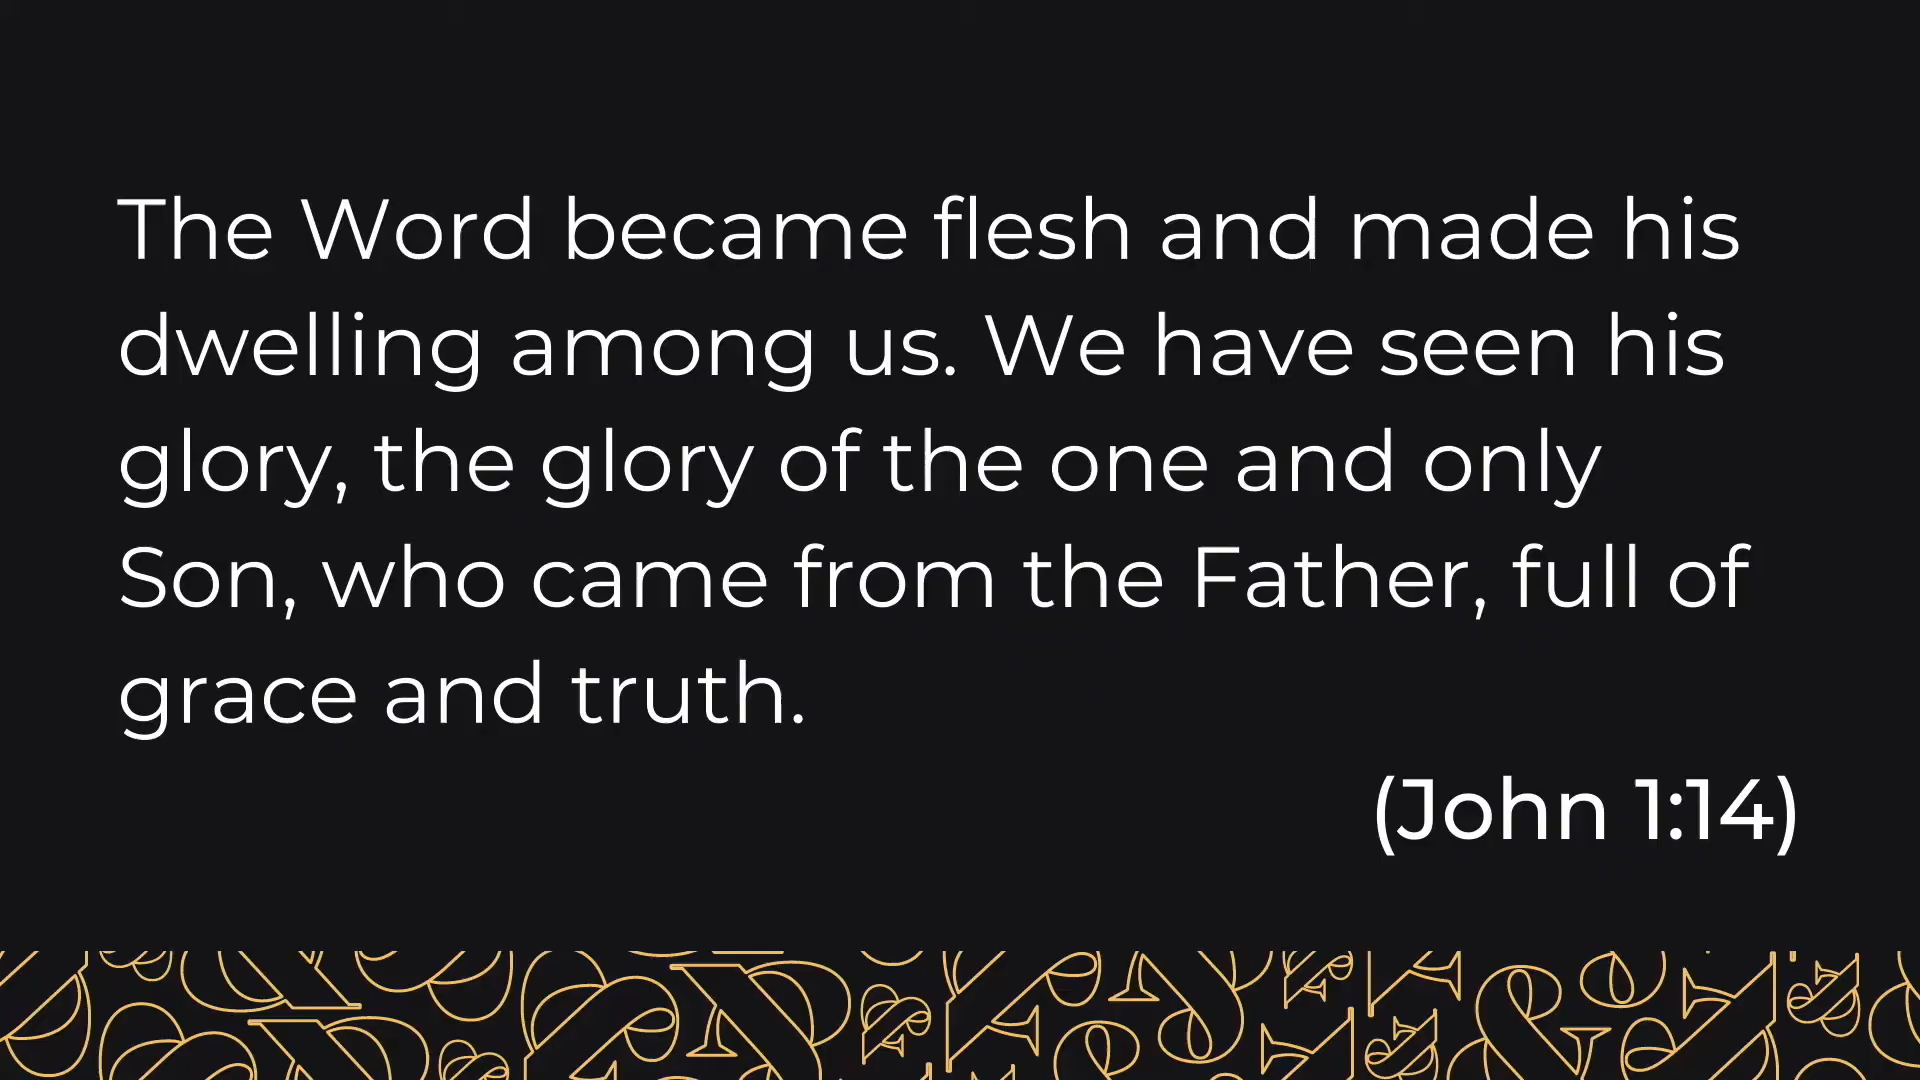 The Word became flesh and made his
dwelling among us. We have seen his
glory, the glory of the one and only
Son, who came from the Father, full of
grace and truth.
(John 1:14)